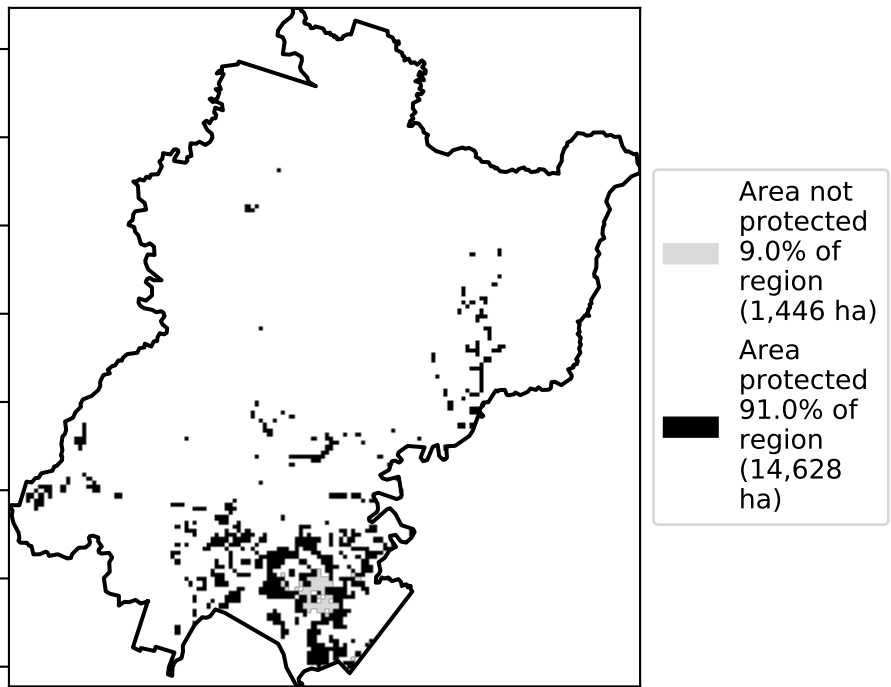 Area not
protected
9.0% of
region
(1,446 ha)
Area
protected
91.0% of
region
(14,628
ha)